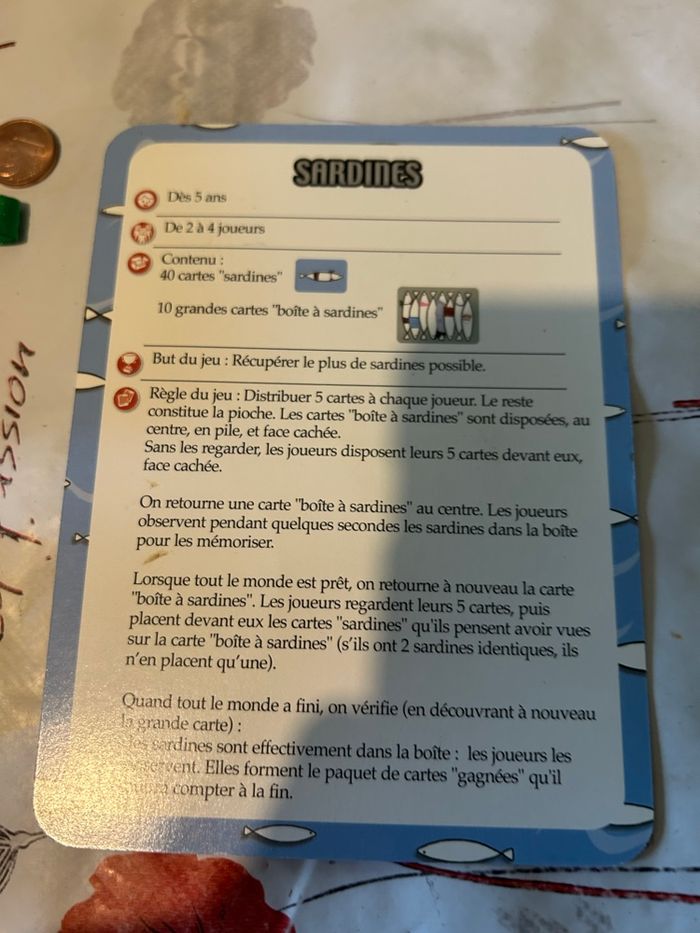 SARDINES
Dès 5 ans
De 2 à 4 joueurs
Contenu :
40 cartes "sardines"
10 grandes cartes "boîte à sardines"
But du jeu : Récupérer le plus de sardines possible.
Règle du jeu : Distribuer 5 cartes à chaque joueur. Le reste
constitue la pioche. Les cartes "boîte à sardines" sont disposées, au
centre, en pile, et face cachée.
Sans les regarder, les joueurs disposent leurs 5 cartes devant eux,
face cachée.
On retourne une carte "boîte à sardines" au centre. Les joueurs
observent pendant quelques secondes les sardines dans la boîte
pour les mémoriser.
Lorsque tout le monde est prêt, on retourne à nouveau la carte
"boîte à sardines". Les joueurs regardent leurs 5 cartes, puis
placent devant eux les cartes "sardines" qu'ils pensent avoir vues
sur la carte "boîte à sardines" (s'ils ont 2 sardines identiques, ils
n'en placent qu'une).
Quand tout le monde a fini, on vérifie (en découvrant à nouveau
la grande carte) :
sardines sont effectivement dans la boîte : les joueurs les
Elles forment le paquet de cartes "gagnées" qu'il
compter à la fin.